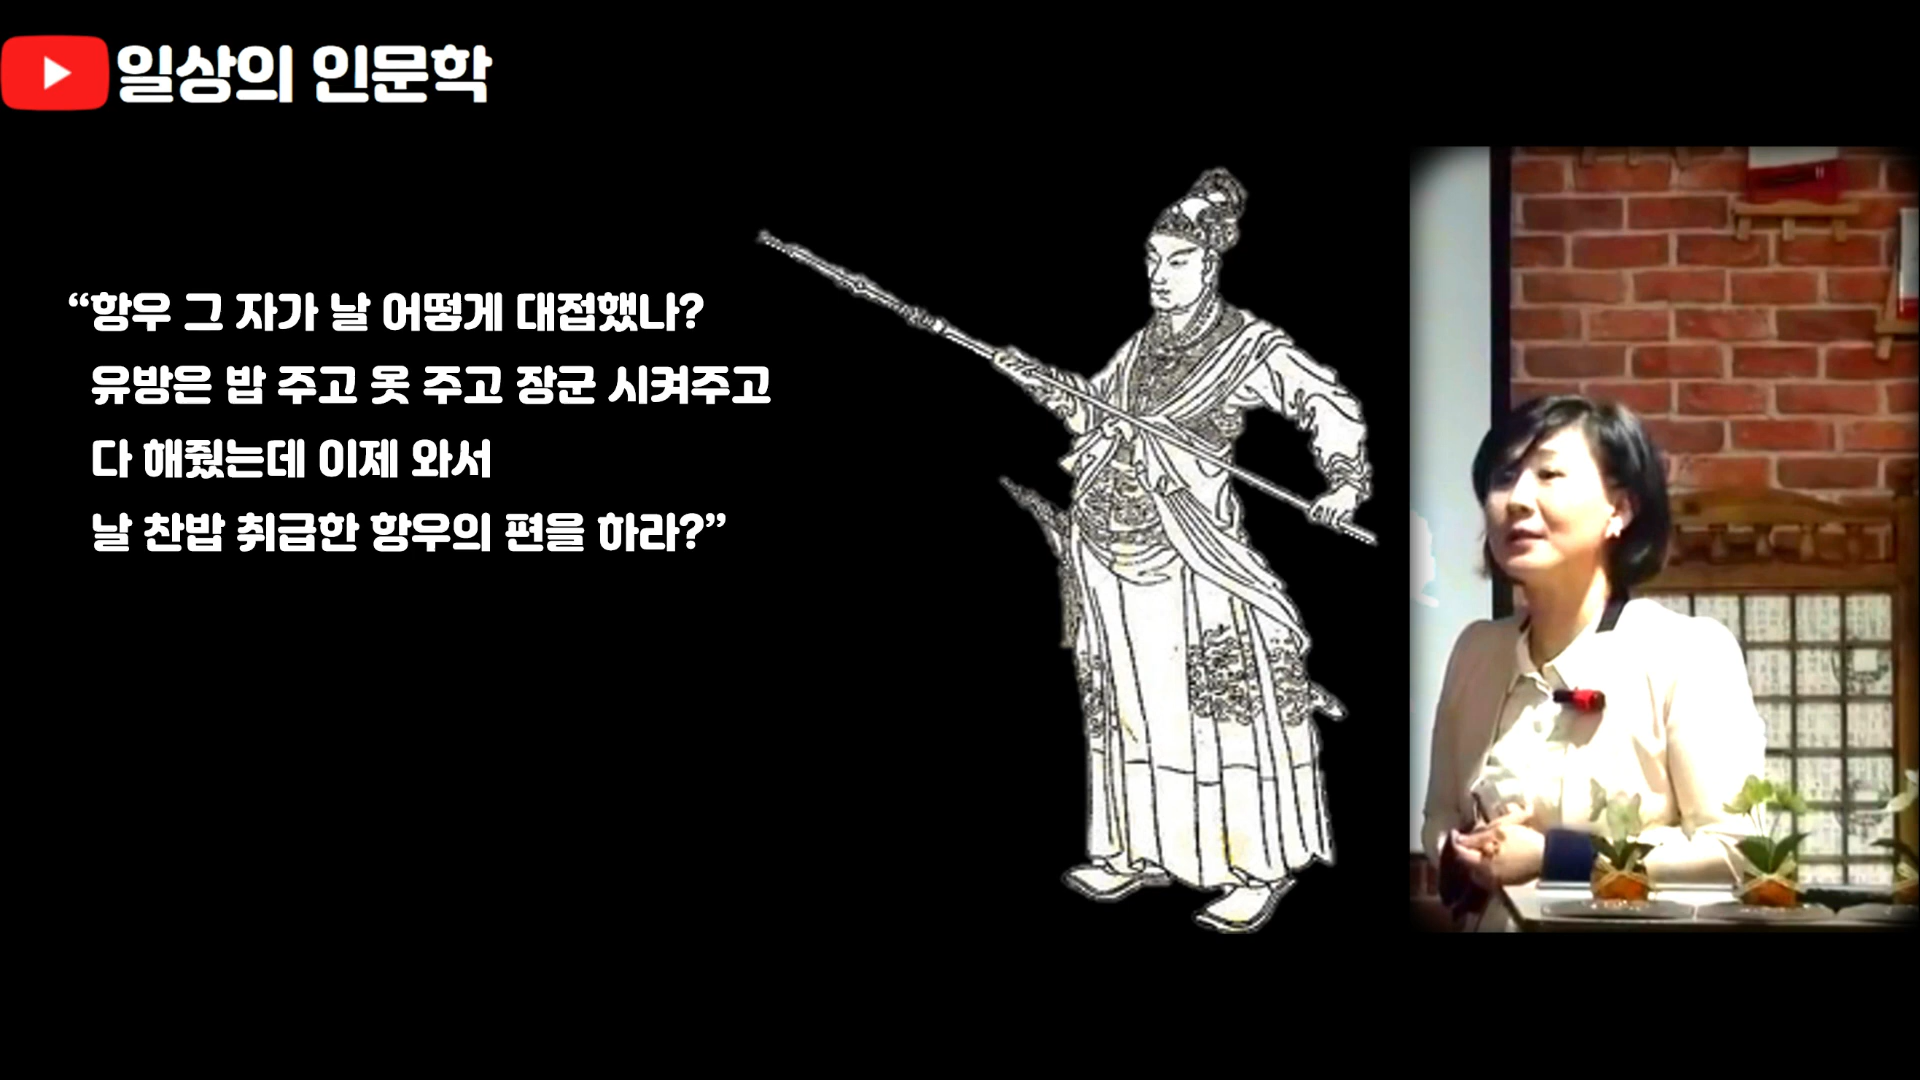 일상의 인문학
“항우 그 자가 날 어떻게 대접했나?
유방은 밥 주고 옷 주고 장군 시켜주고
다 해줬는데 이제 와서
날 찬밥 취급한 항우의 편을 하라?”